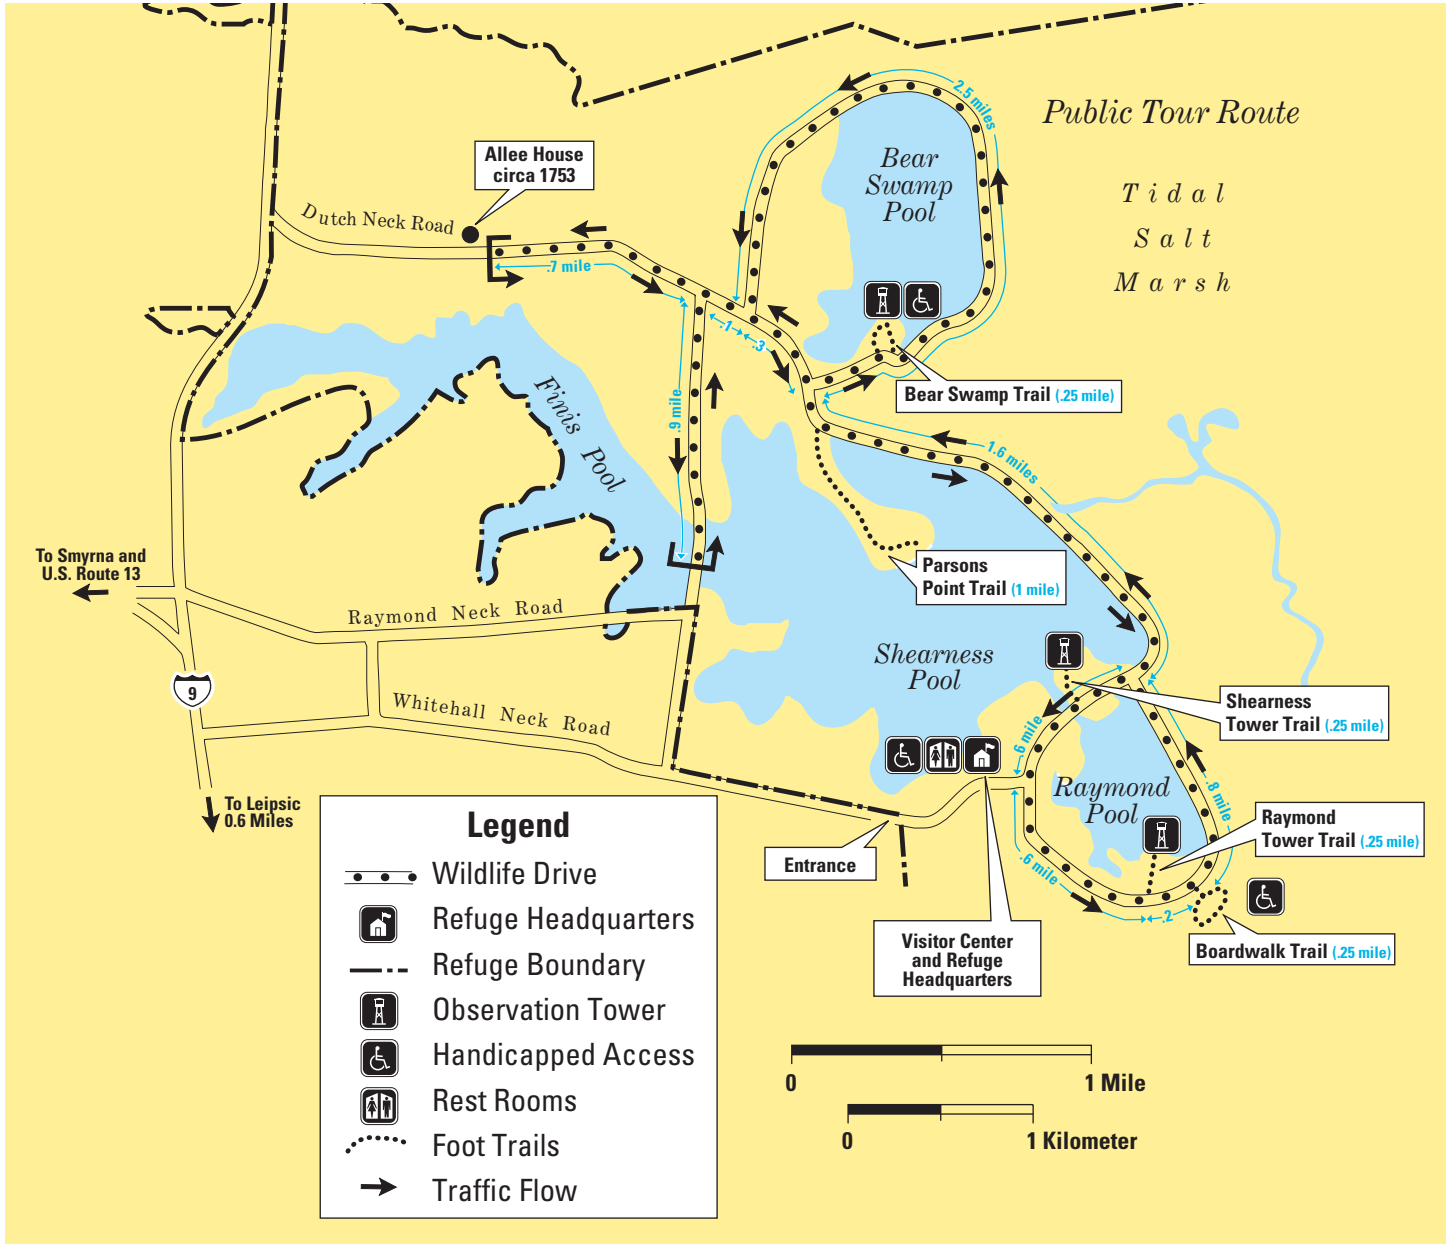 Public Tour Route
Tidal
Salt
Marsh
2.5 miles
Bear
Swamp
Pool
Allee House
circa 1753
Dutch Neck Road
.7 mile
.1
.3
.9 mile
Bear Swamp Trail (.25 mile)
Finis Pool
1.6 miles
Parsons
Point Trail (1 mile)
To Smyrna and
U.S. Route 13
Raymond Neck Road
Shearness
Pool
9
Whitehall Neck Road
Shearness
Tower Trail (.25 mile)
.6 mile
Raymond
Pool
.8 mile
To Leipsic
0.6 Miles
Raymond
Tower Trail (.25 mile)
Entrance
.6 mile
.2
Visitor Center
and Refuge
Headquarters
Boardwalk Trail (.25 mile)
Legend
Wildlife Drive
Refuge Headquarters
Refuge Boundary
Observation Tower
Handicapped Access
Rest Rooms
Foot Trails
Traffic Flow
0
1 Mile
0
1 Kilometer